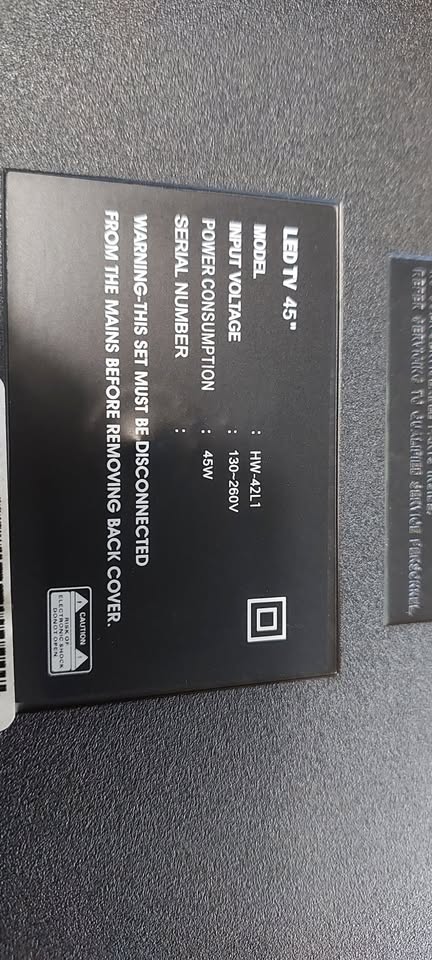 LED TV 45"
MODEL : HW-42L1
INPUT VOLTAGE : 130~260V
POWER CONSUMPTION : 45W
SERIAL NUMBER :
WARNING-THIS SET MUST BE DISCONNECTED
FROM THE MAINS BEFORE REMOVING BACK COVER.
CAUTION
RISK OF
ELECTRONIC SHOCK
DO NOT OPEN
REFER SERVICING TO QUALIFIED SERVICE PERSONNEL.